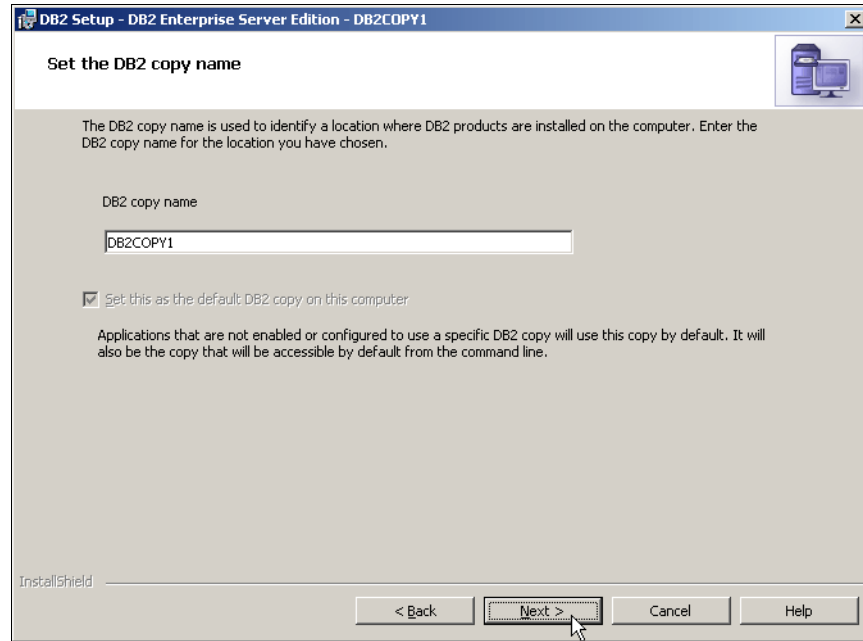 DB2 Setup - DB2 Enterprise Server Edition - DB2COPY1
Set the DB2 copy name
The DB2 copy name is used to identify a location where DB2 products are installed on the computer. Enter the
DB2 copy name for the location you have chosen.
DB2 copy name
DB2COPY1
Set this as the default DB2 copy on this computer
Applications that are not enabled or configured to use a specific DB2 copy will use this copy by default. It will
also be the copy that will be accessible by default from the command line.
InstallShield
< Back Next > Cancel Help